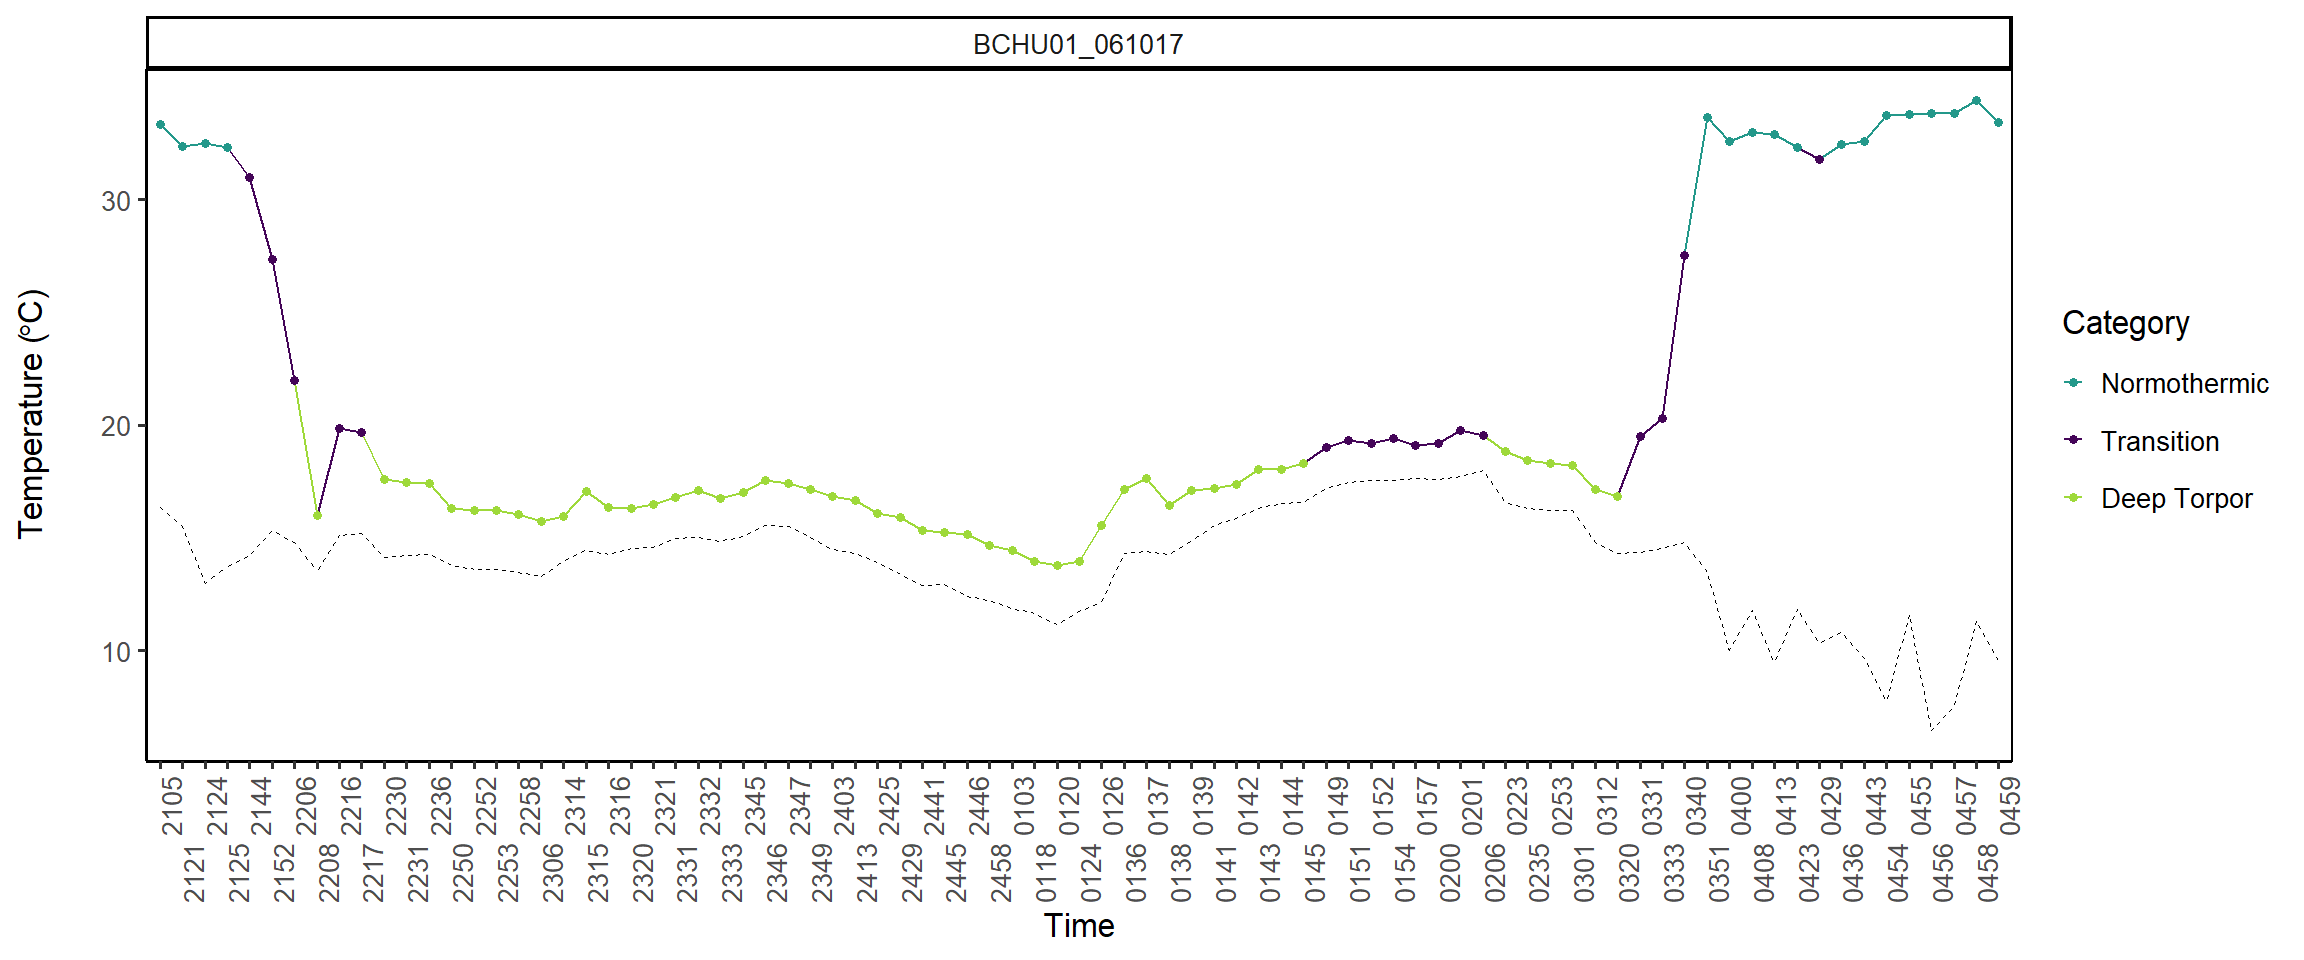 BCHU01_061017
Temperature (°C)
30
20
10
2105 2124 2144 2206 2216 2230 2236 2252 2258 2314 2316 2321 2332 2345 2347 2403 2425 2441 2446 0103 0120 0126 0137 0139 0142 0144 0149 0152 0157 0201 0223 0253 0312 0331 0340 0400 0413 0429 0443 0455 0457 0459
2121 2125 2152 2208 2217 2231 2250 2253 2306 2315 2320 2331 2333 2346 2349 2413 2429 2445 2458 0118 0124 0136 0138 0141 0143 0145 0151 0154 0200 0206 0235 0301 0320 0333 0351 0408 0423 0436 0454 0456 0458
Time
Category
Normothermic
Transition
Deep Torpor